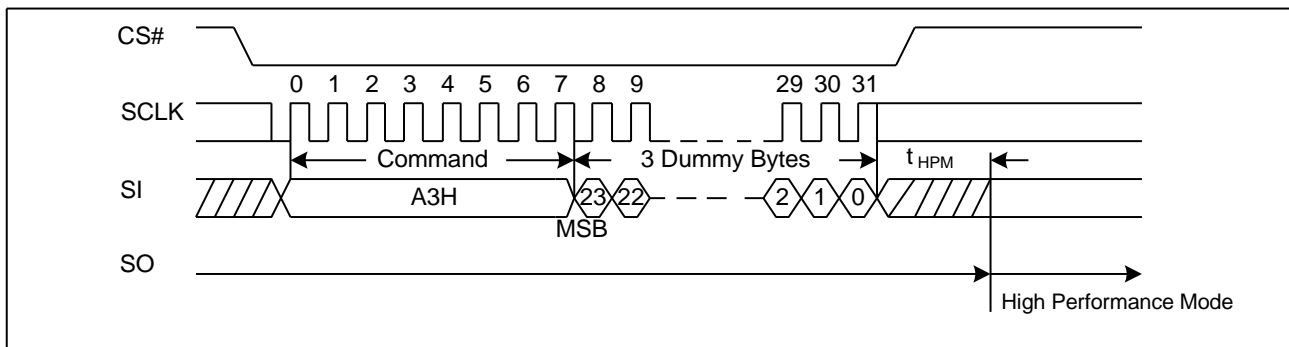 CS#
0 1 2 3 4 5 6 7 8 9 29 30 31
SCLK
Command 3 Dummy Bytes t HPM
SI A3H 23 22 2 1 0
MSB
SO
High Performance Mode